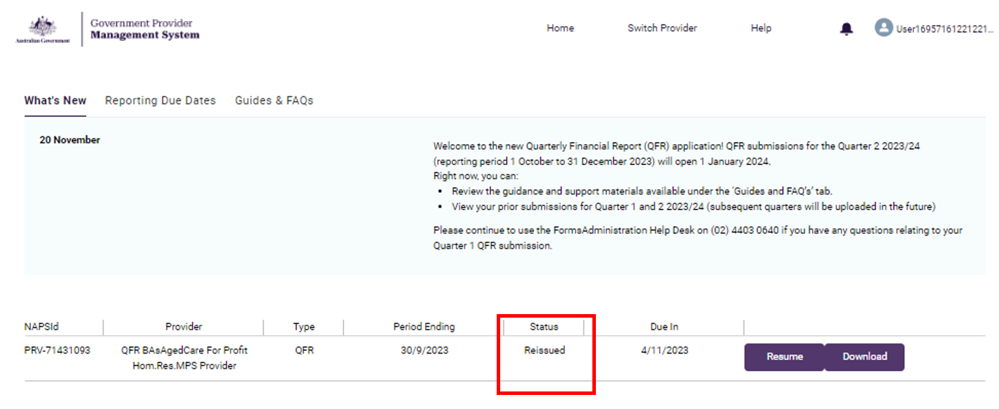 Australian Government
Government Provider
Management System
Home
Switch Provider
Help
User16957161221221...
What's New
Reporting Due Dates
Guides & FAQs
20 November
Welcome to the new Quarterly Financial Report (QFR) application! QFR submissions for the Quarter 2 2023/24
(reporting period 1 October to 31 December 2023) will open 1 January 2024.
Right now, you can:
• Review the guidance and support materials available under the ‘Guides and FAQ’s’ tab.
• View your prior submissions for Quarter 1 and 2 2023/24 (subsequent quarters will be uploaded in the future)
Please continue to use the FormsAdministration Help Desk on (02) 4403 0640 if you have any questions relating to your
Quarter 1 QFR submission.
NAPSId Provider Type Period Ending Status Due In
PRV-71431093 QFR BAsAgedCare For Profit QFR 30/9/2023 Reissued 4/11/2023 Resume Download
Hom.Res.MPS Provider